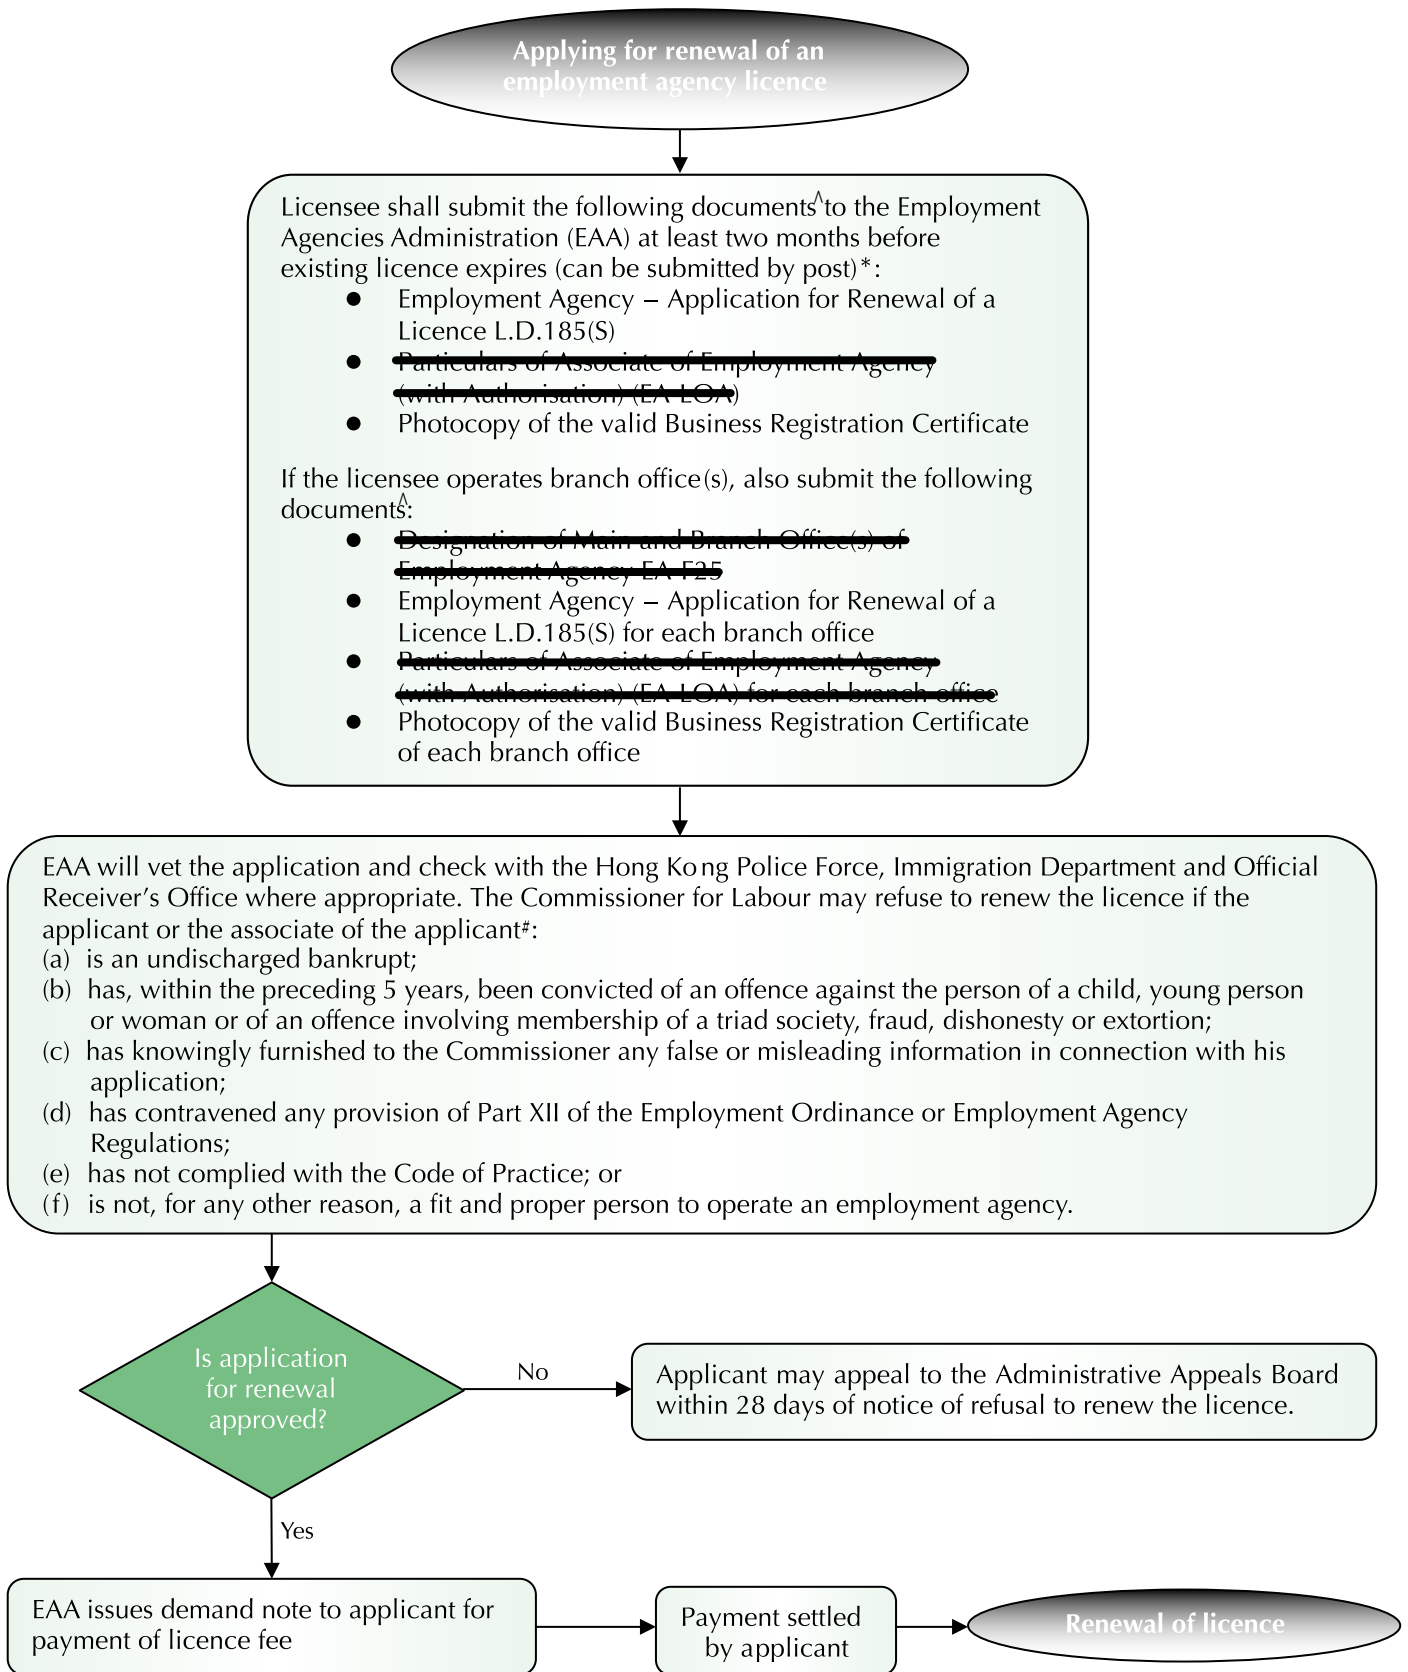 Applying for renewal of an
employment agency licence
Licensee shall submit the following documents^to the Employment
Agencies Administration (EAA) at least two months before
existing licence expires (can be submitted by post)*:
● Employment Agency – Application for Renewal of a
Licence L.D.185(S)
● Particulars of Associate of Employment Agency
(with Authorisation) (EA-LOA)
● Photocopy of the valid Business Registration Certificate
If the licensee operates branch office(s), also submit the following
documents^:
● Designation of Main and Branch Office(s) of
Employment Agency EA-F25
● Employment Agency – Application for Renewal of a
Licence L.D.185(S) for each branch office
● Particulars of Associate of Employment Agency
(with Authorisation) (EA-LOA) for each branch office
● Photocopy of the valid Business Registration Certificate
of each branch office
EAA will vet the application and check with the Hong Kong Police Force, Immigration Department and Official
Receiver's Office where appropriate. The Commissioner for Labour may refuse to renew the licence if the
applicant or the associate of the applicant#:
(a) is an undischarged bankrupt;
(b) has, within the preceding 5 years, been convicted of an offence against the person of a child, young person
or woman or of an offence involving membership of a triad society, fraud, dishonesty or extortion;
(c) has knowingly furnished to the Commissioner any false or misleading information in connection with his
application;
(d) has contravened any provision of Part XII of the Employment Ordinance or Employment Agency
Regulations;
(e) has not complied with the Code of Practice; or
(f) is not, for any other reason, a fit and proper person to operate an employment agency.
Is application
for renewal
approved?
No
Applicant may appeal to the Administrative Appeals Board
within 28 days of notice of refusal to renew the licence.
Yes
EAA issues demand note to applicant for
payment of licence fee
Payment settled
by applicant
Renewal of licence